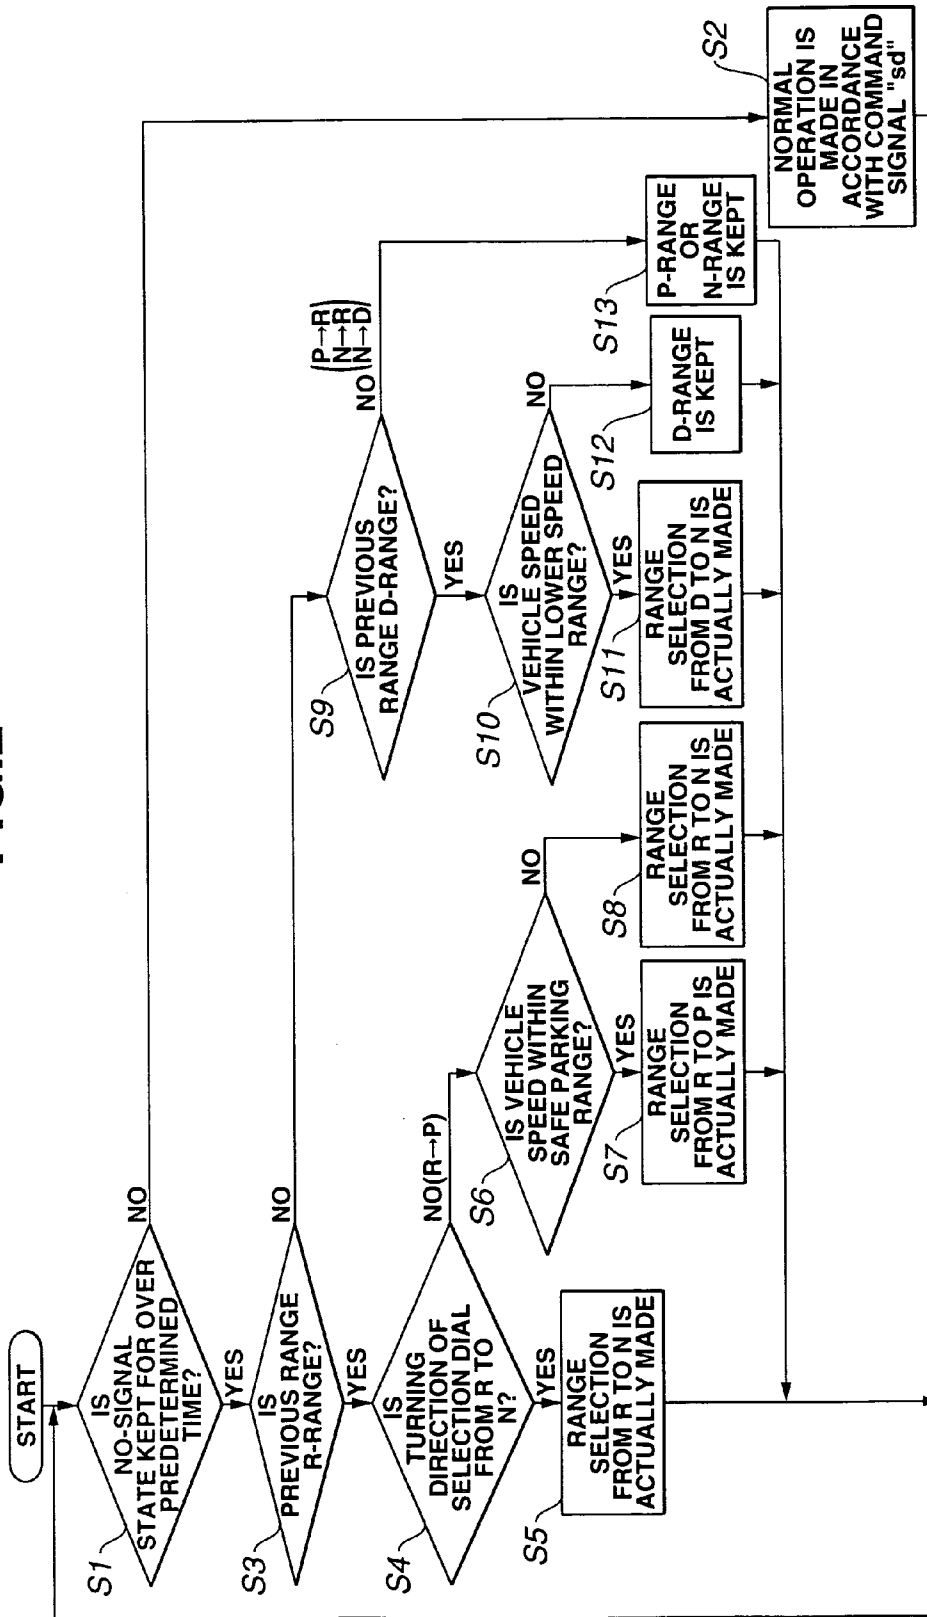 START
S1
IS
NO-SIGNAL
STATE KEPT FOR OVER
PREDETERMINED
TIME?
NO
YES
S2
NORMAL
OPERATION IS
MADE IN
ACCORDANCE
WITH COMMAND
SIGNAL "sd"
S3
IS
PREVIOUS RANGE
R-RANGE?
NO
YES
S4
IS
TURNING
DIRECTION OF
SELECTION DIAL
FROM R TO
N?
NO(R→P)
YES
S5
RANGE
SELECTION
FROM R TO N IS
ACTUALLY MADE
S6
IS VEHICLE
SPEED WITHIN
SAFE PARKING
RANGE?
NO
YES
S7
RANGE
SELECTION
FROM R TO P IS
ACTUALLY MADE
S8
RANGE
SELECTION
FROM R TO N IS
ACTUALLY MADE
S9
IS PREVIOUS
RANGE D-RANGE?
NO
(P→R
N→R
N→D)
YES
S10
IS
VEHICLE SPEED
WITHIN LOWER SPEED
RANGE?
NO
YES
S11
RANGE
SELECTION
FROM D TO N IS
ACTUALLY MADE
S12
D-RANGE
IS KEPT
S13
P-RANGE
OR
N-RANGE
IS KEPT